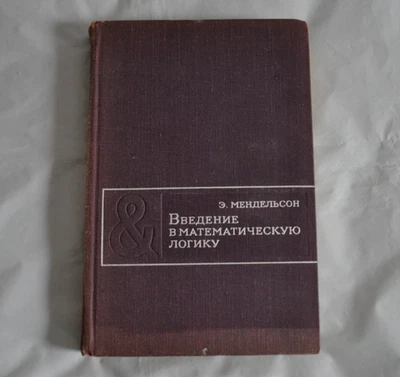 &
Э. МЕНДЕЛЬСОН
ВВЕДЕНИЕ
В МАТЕМАТИЧЕСКУЮ
ЛОГИКУ